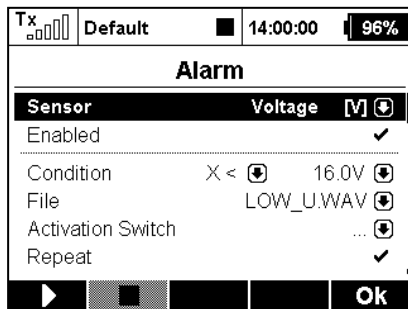 Tx Default 14:00:00 96%
Alarm
Sensor Voltage [V]
Enabled
Condition X < 16.0V
File LOW_U.WAV
Activation Switch ...
Repeat
Ok